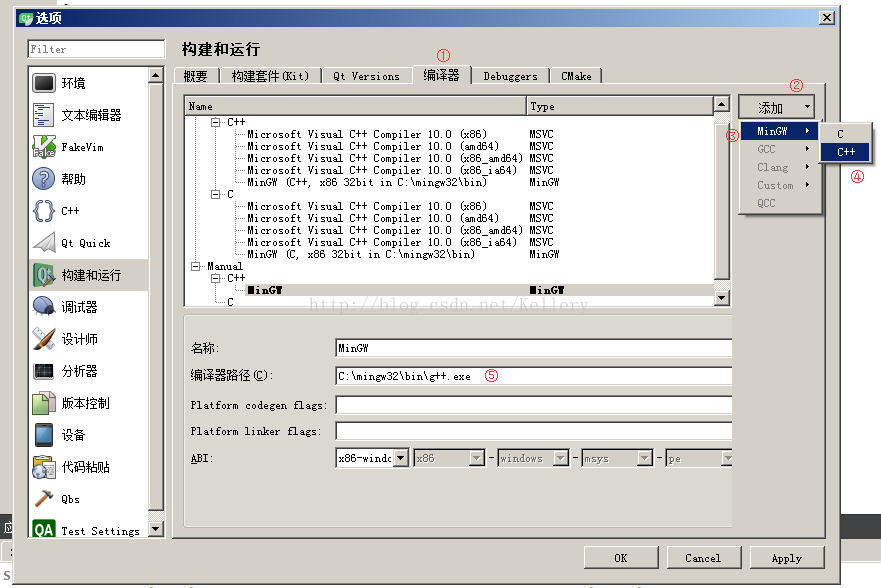 选项
Filter
环境
文本编辑器
FakeVim
帮助
C++
Qt Quick
构建和运行
调试器
设计师
分析器
版本控制
设备
代码粘贴
Qbs
QA Test Settings
构建和运行
①
概要 构建套件(Kit) Qt Versions 编译器 Debuggers CMake
Name Type
C++
Microsoft Visual C++ Compiler 10.0 (x86) MSVC
Microsoft Visual C++ Compiler 10.0 (amd64) MSVC
Microsoft Visual C++ Compiler 10.0 (x86_amd64) MSVC
Microsoft Visual C++ Compiler 10.0 (x86_ia64) MSVC
MinGW (C++, x86 32bit in C:\mingw32\bin) MinGW
C
Microsoft Visual C++ Compiler 10.0 (x86) MSVC
Microsoft Visual C++ Compiler 10.0 (amd64) MSVC
Microsoft Visual C++ Compiler 10.0 (x86_amd64) MSVC
Microsoft Visual C++ Compiler 10.0 (x86_ia64) MSVC
MinGW (C, x86 32bit in C:\mingw32\bin) MinGW
Manual
C++
MinGW MinGW
C
http://blog.csdn.net/Kellery
②
添加
③ MinGW
GCC
Clang
Custom
QCC
C
C++
④
名称: MinGW
编译器路径(C): C:\mingw32\bin\g++.exe ⑤
Platform codegen flags:
Platform linker flags:
ABI: x86-windo x86 - windows - msys - pe
OK Cancel Apply